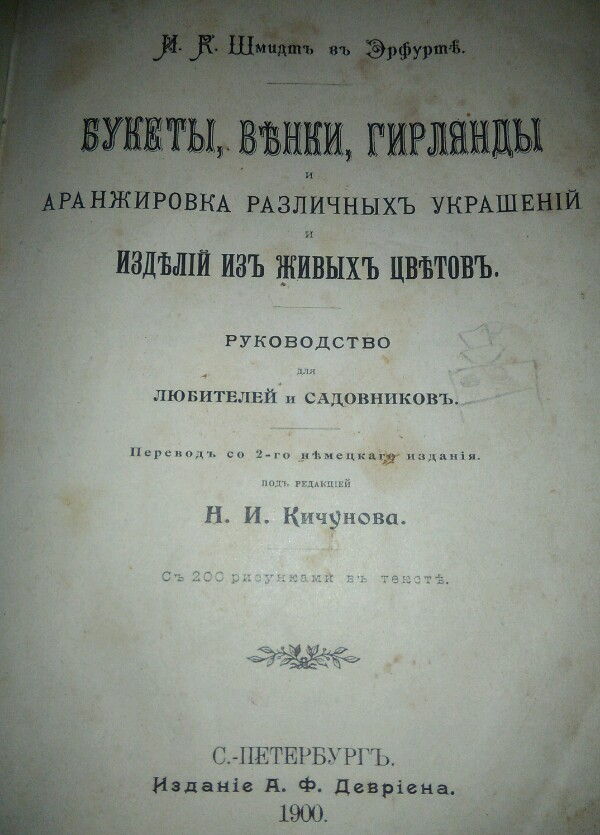 И. К. Шмидтъ въ Эрфуртѣ.
БУКЕТЫ, ВѢНКИ, ГИРЛЯНДЫ
и
АРАНЖИРОВКА РАЗЛИЧНЫХЪ УКРАШЕНІЙ
и
ИЗДѢЛІЙ ИЗЪ ЖИВЫХЪ ЦВѢТОВЪ.
РУКОВОДСТВО
ДЛЯ
ЛЮБИТЕЛЕЙ и САДОВНИКОВЪ.
Переводъ со 2-го нѣмецкаго изданія.
ПОДЪ РЕДАКЦІЕЙ
Н. И. Кичунова.
Съ 200 рисунками въ текстѣ.
С.-ПЕТЕРБУРГЪ.
Изданіе А. Ф. Девріена.
1900.